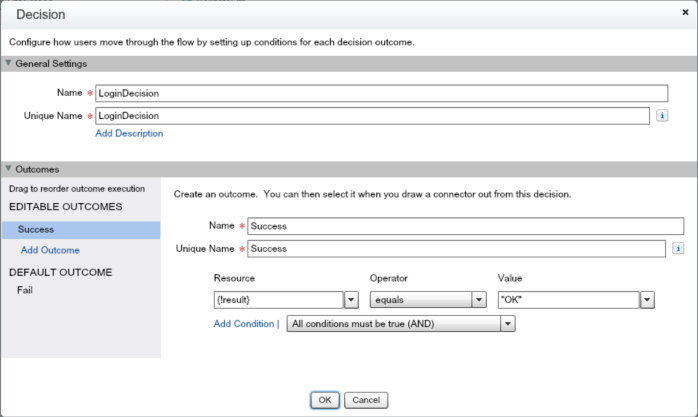 Decision
×
Configure how users move through the flow by setting up conditions for each decision outcome.
General Settings
Name * LoginDecision
Unique Name * LoginDecision i
Add Description
Outcomes
Drag to reorder outcome execution
EDITABLE OUTCOMES
Success
Add Outcome
DEFAULT OUTCOME
Fail
Create an outcome. You can then select it when you draw a connector out from this decision.
Name * Success
Unique Name * Success i
Resource Operator Value
{!result} equals "OK"
Add Condition | All conditions must be true (AND)
OK Cancel